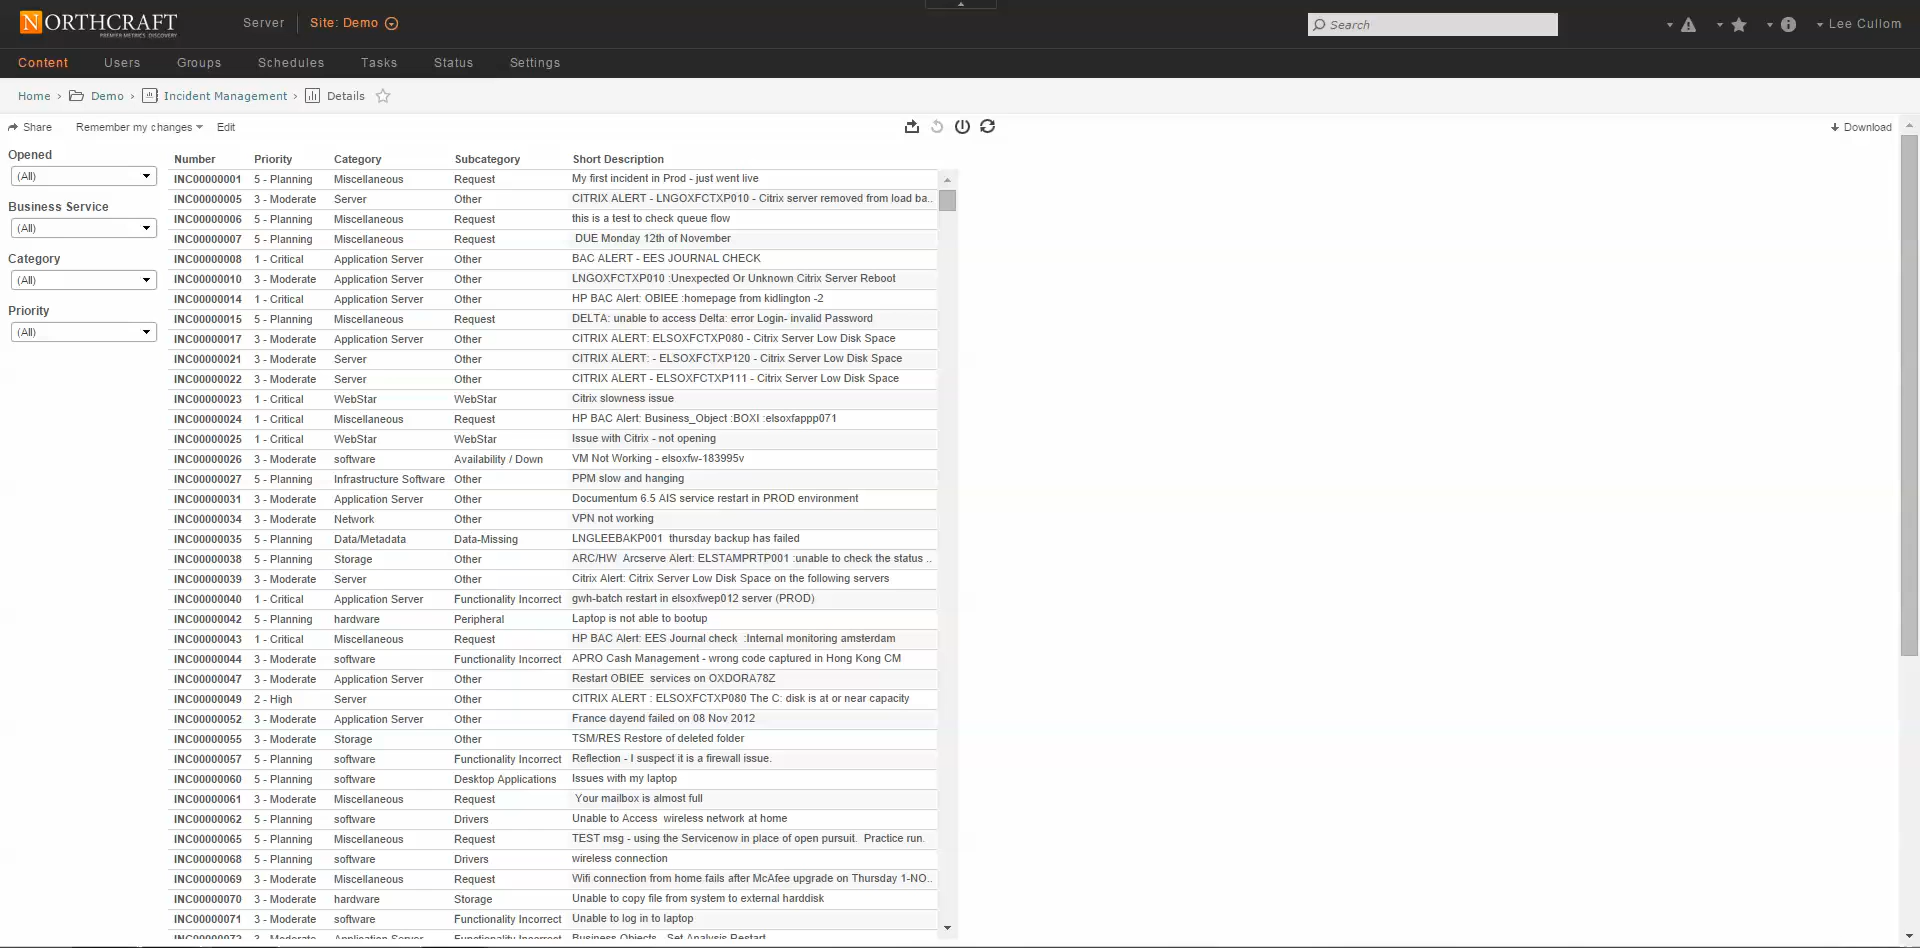 NORTHCRAFT
PREMIER METRICS DISCOVERY
Server
Site: Demo
Search
Lee Cullom
Content Users Groups Schedules Tasks Status Settings
Home › Demo › Incident Management › Details
Share Remember my changes Edit
Download
Opened
(All)
Business Service
(All)
Category
(All)
Priority
(All)
Number Priority Category Subcategory Short Description
INC00000001 5 - Planning Miscellaneous Request My first incident in Prod - just went live
INC00000005 3 - Moderate Server Other CITRIX ALERT - LNGOXFCTXP010 - Citrix server removed from load ba..
INC00000006 5 - Planning Miscellaneous Request this is a test to check queue flow
INC00000007 5 - Planning Miscellaneous Request DUE Monday 12th of November
INC00000008 1 - Critical Application Server Other BAC ALERT - EES JOURNAL CHECK
INC00000010 3 - Moderate Application Server Other LNGOXFCTXP010 :Unexpected Or Unknown Citrix Server Reboot
INC00000014 1 - Critical Application Server Other HP BAC Alert: OBIEE :homepage from kidlington -2
INC00000015 5 - Planning Miscellaneous Request DELTA: unable to access Delta: error Login- invalid Password
INC00000017 3 - Moderate Application Server Other CITRIX ALERT: ELSOXFCTXP080 - Citrix Server Low Disk Space
INC00000021 3 - Moderate Server Other CITRIX ALERT: - ELSOXFCTXP120 - Citrix Server Low Disk Space
INC00000022 3 - Moderate Server Other CITRIX ALERT - ELSOXFCTXP111 - Citrix Server Low Disk Space
INC00000023 1 - Critical WebStar WebStar Citrix slowness issue
INC00000024 1 - Critical Miscellaneous Request HP BAC Alert: Business_Object :BOXI :elsoxfappp071
INC00000025 1 - Critical WebStar WebStar Issue with Citrix - not opening
INC00000026 3 - Moderate software Availability / Down VM Not Working - elsoxfw-183995v
INC00000027 5 - Planning Infrastructure Software Other PPM slow and hanging
INC00000031 3 - Moderate Application Server Other Documentum 6.5 AIS service restart in PROD environment
INC00000034 3 - Moderate Network Other VPN not working
INC00000035 5 - Planning Data/Metadata Data-Missing LNGLEEBAKP001 thursday backup has failed
INC00000038 5 - Planning Storage Other ARC/HW Arcserve Alert: ELSTAMPRTP001 :unable to check the status ..
INC00000039 3 - Moderate Server Other Citrix Alert: Citrix Server Low Disk Space on the following servers
INC00000040 1 - Critical Application Server Functionality Incorrect gwh-batch restart in elsoxfwep012 server (PROD)
INC00000042 5 - Planning hardware Peripheral Laptop is not able to bootup
INC00000043 1 - Critical Miscellaneous Request HP BAC Alert: EES Journal check :Internal monitoring amsterdam
INC00000044 3 - Moderate software Functionality Incorrect APRO Cash Management - wrong code captured in Hong Kong CM
INC00000047 3 - Moderate Application Server Other Restart OBIEE services on OXDORA78Z
INC00000049 2 - High Server Other CITRIX ALERT : ELSOXFCTXP080 The C: disk is at or near capacity
INC00000052 3 - Moderate Application Server Other France dayend failed on 08 Nov 2012
INC00000055 3 - Moderate Storage Other TSM/RES Restore of deleted folder
INC00000057 5 - Planning software Functionality Incorrect Reflection - I suspect it is a firewall issue.
INC00000060 5 - Planning software Desktop Applications Issues with my laptop
INC00000061 3 - Moderate Miscellaneous Request Your mailbox is almost full
INC00000062 5 - Planning software Drivers Unable to Access wireless network at home
INC00000065 5 - Planning Miscellaneous Request TEST msg - using the Servicenow in place of open pursuit. Practice run.
INC00000068 5 - Planning software Drivers wireless connection
INC00000069 3 - Moderate Miscellaneous Request Wifi connection from home fails after McAfee upgrade on Thursday 1-NO..
INC00000070 3 - Moderate hardware Storage Unable to copy file from system to external harddisk
INC00000071 3 - Moderate software Functionality Incorrect Unable to log in to laptop
INC00000072 3 - Moderate Application Server Functionality Incorrect Business Objects - Set Analysis Restart